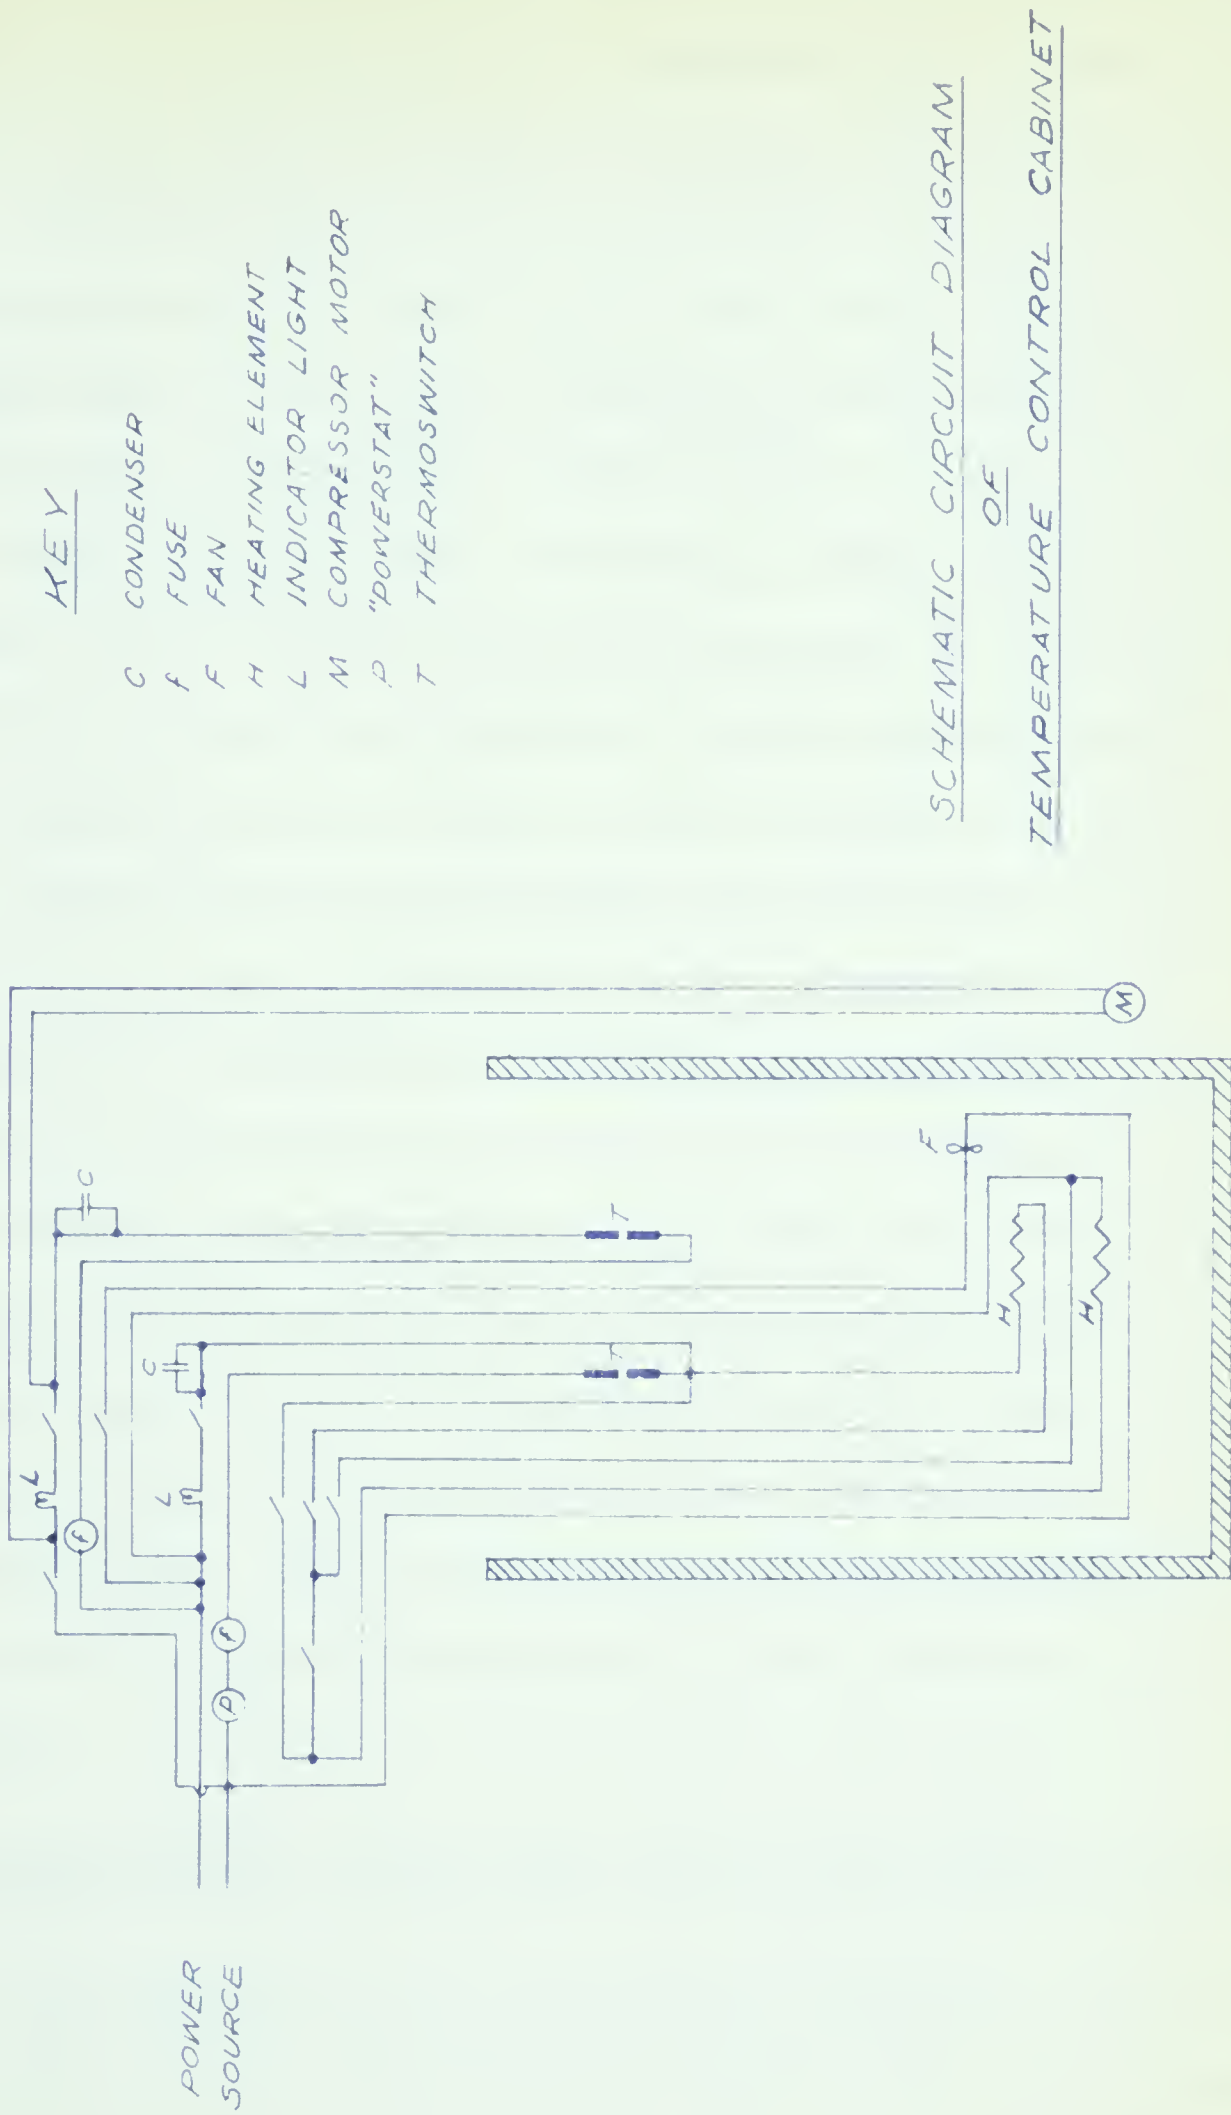 KEY
C CONDENSER
f FUSE
F FAN
H HEATING ELEMENT
L INDICATOR LIGHT
M COMPRESSOR MOTOR
P "POWERSTAT"
T THERMOSWITCH
C
L
f
C
L
f
P
T
T
F
H
H
M
POWER
SOURCE
SCHEMATIC CIRCUIT DIAGRAM
OF
TEMPERATURE CONTROL CABINET